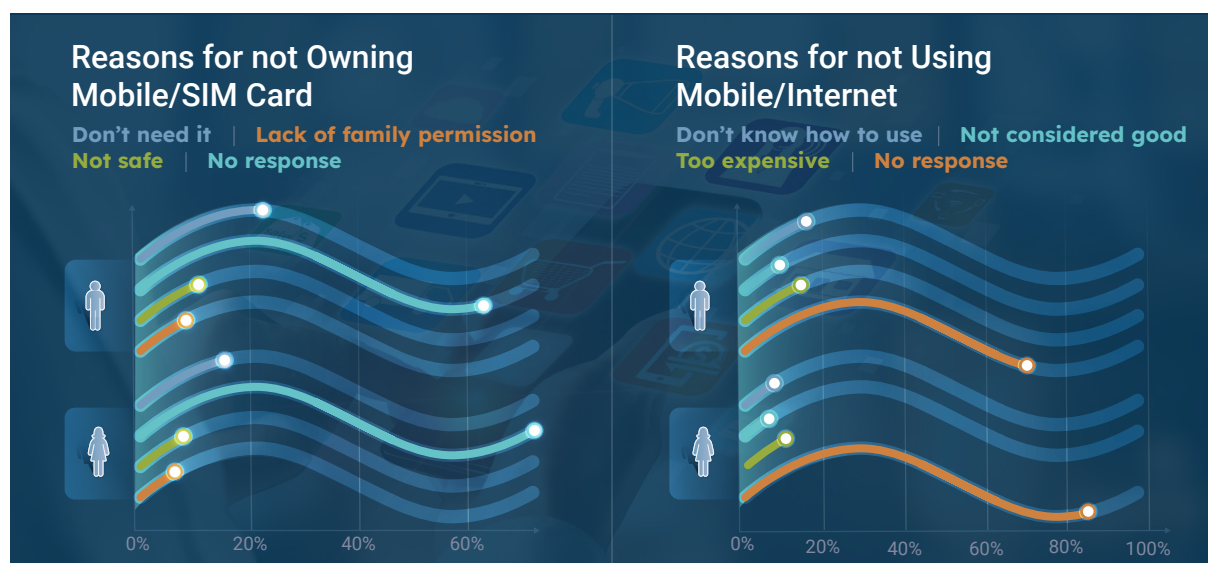 Reasons for not Owning
Mobile/SIM Card
Don't need it | Lack of family permission
Not safe | No response
0% 20% 40% 60%
Reasons for not Using
Mobile/Internet
Don't know how to use | Not considered good
Too expensive | No response
0% 20% 40% 60% 80% 100%